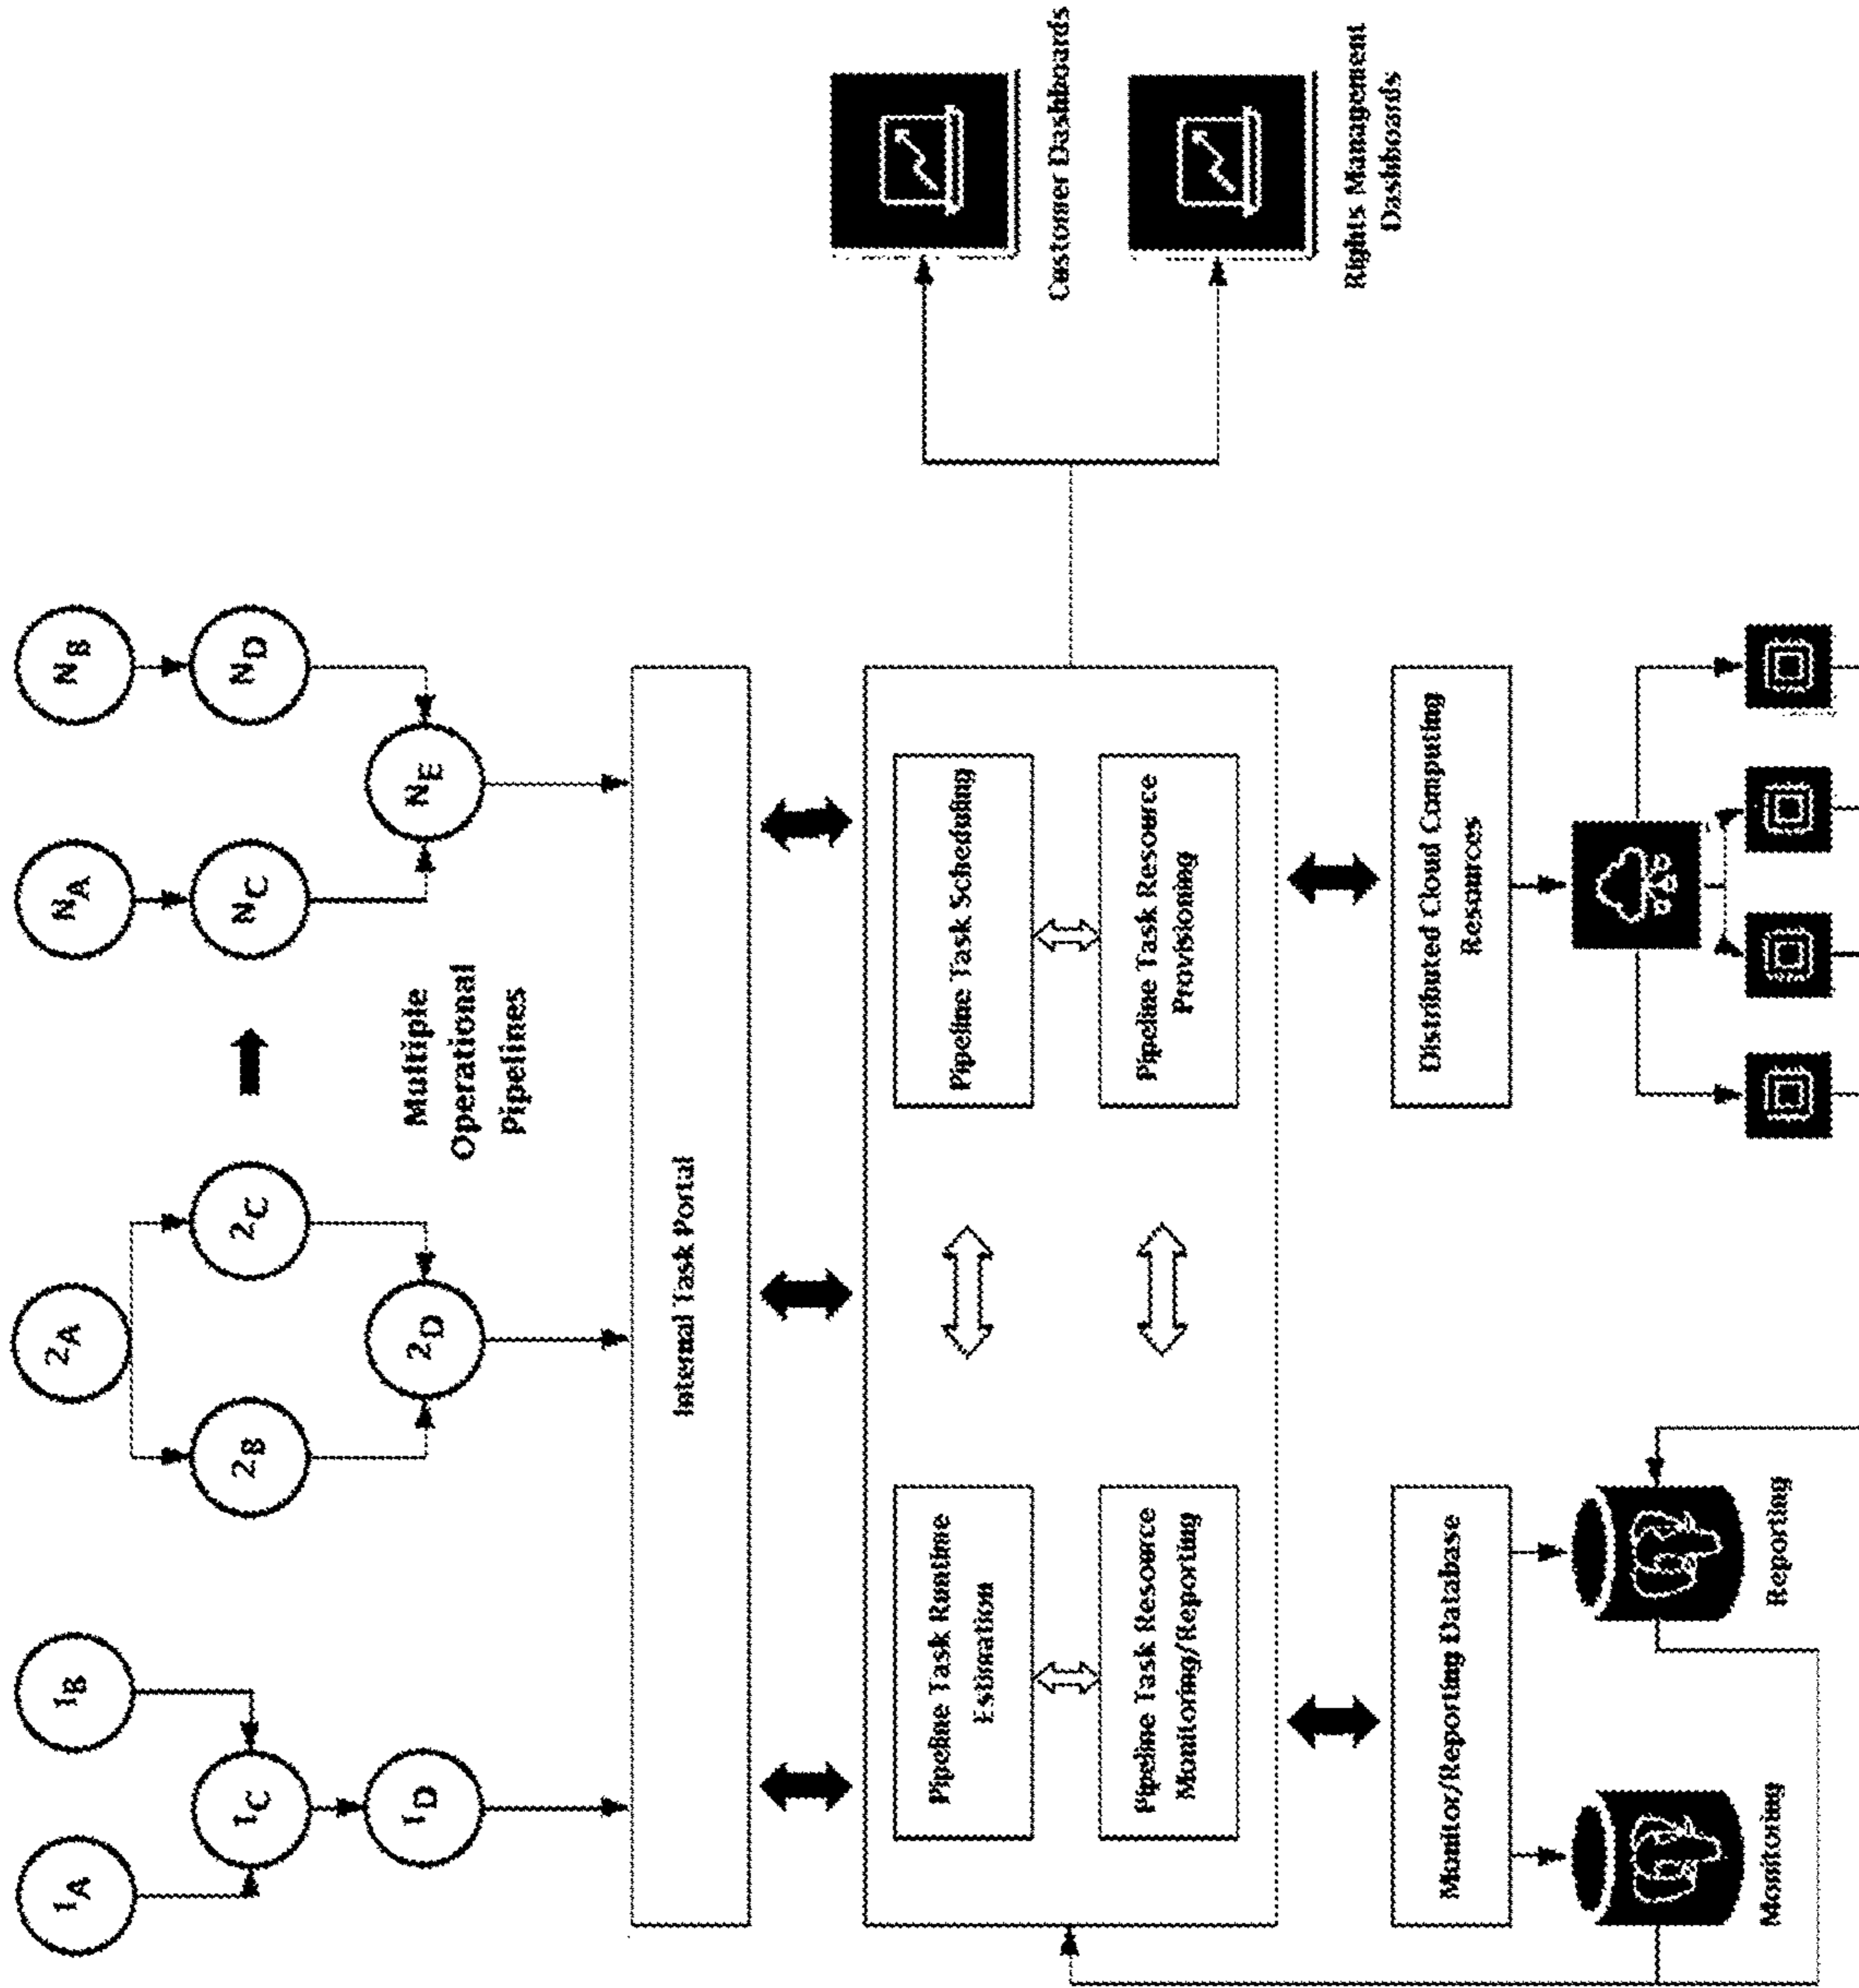 1A
1B
1C
1D
2A
2B
2C
2D
NA
NB
NC
ND
NE
Multiple
Operational
Pipelines
Internal Task Portal
Pipeline Task Runtime
Estimation
Pipeline Task Scheduling
Pipeline Task Resource
Monitoring/Reporting
Pipeline Task Resource
Provisioning
Customer Dashboards
Rights Management
Dashboards
Monitor/Reporting Database
Distributed Cloud Computing
Resources
Monitoring
Reporting